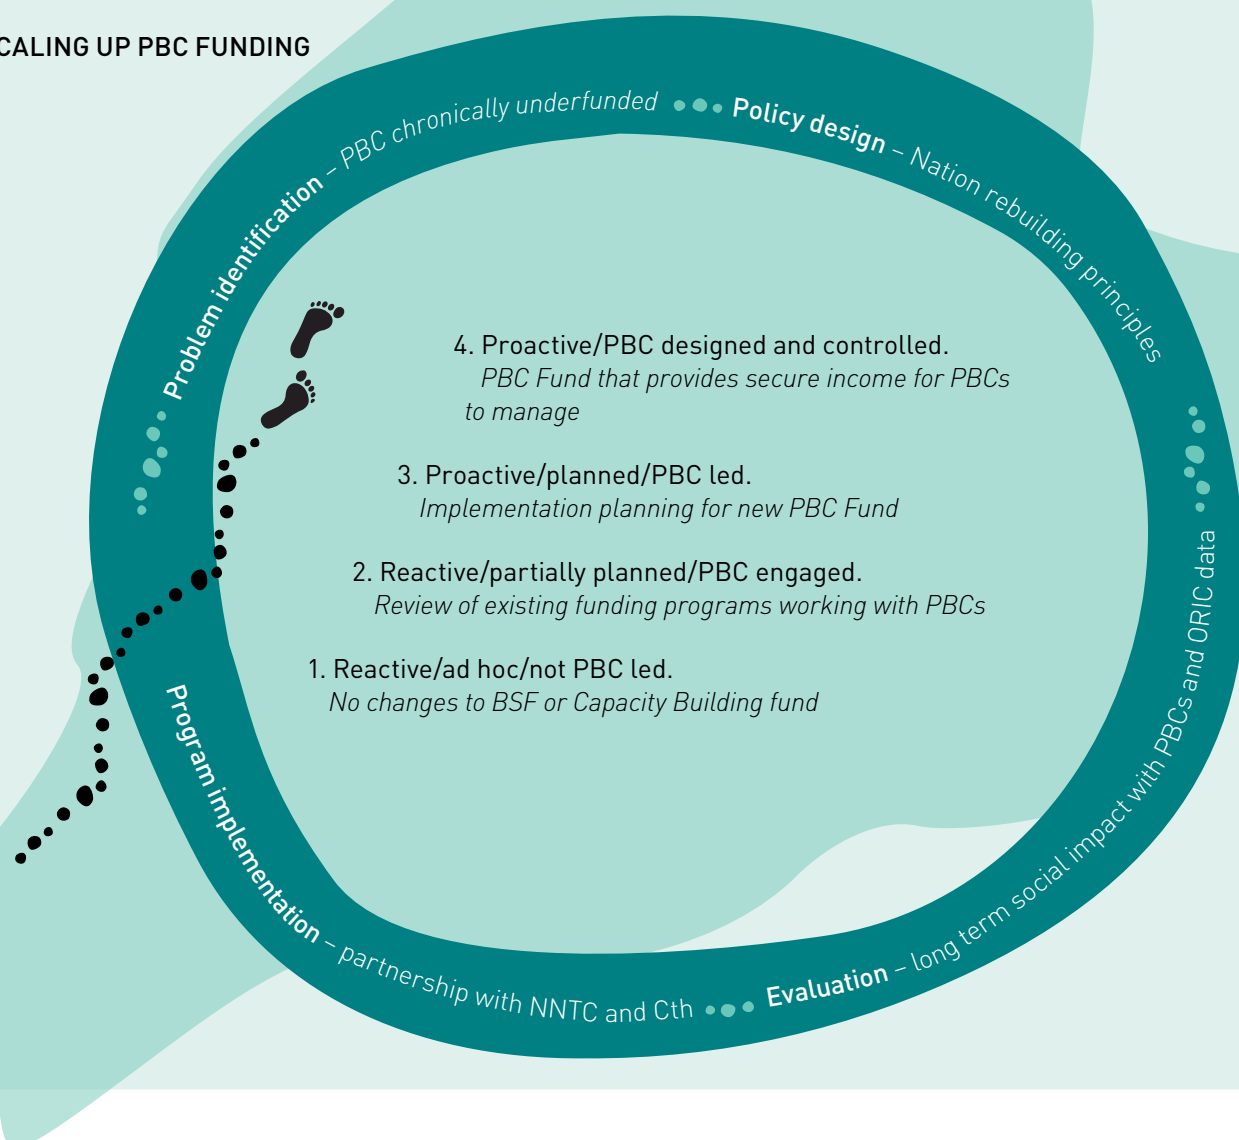 CALING UP PBC FUNDING
Problem identification – PBC chronically underfunded
Policy design – Nation rebuilding principles
4. Proactive/PBC designed and controlled.
PBC Fund that provides secure income for PBCs
to manage
3. Proactive/planned/PBC led.
Implementation planning for new PBC Fund
2. Reactive/partially planned/PBC engaged.
Review of existing funding programs working with PBCs
1. Reactive/ad hoc/not PBC led.
No changes to BSF or Capacity Building fund
Program implementation – partnership with NNTC and Cth
Evaluation – long term social impact with PBCs and ORIC data